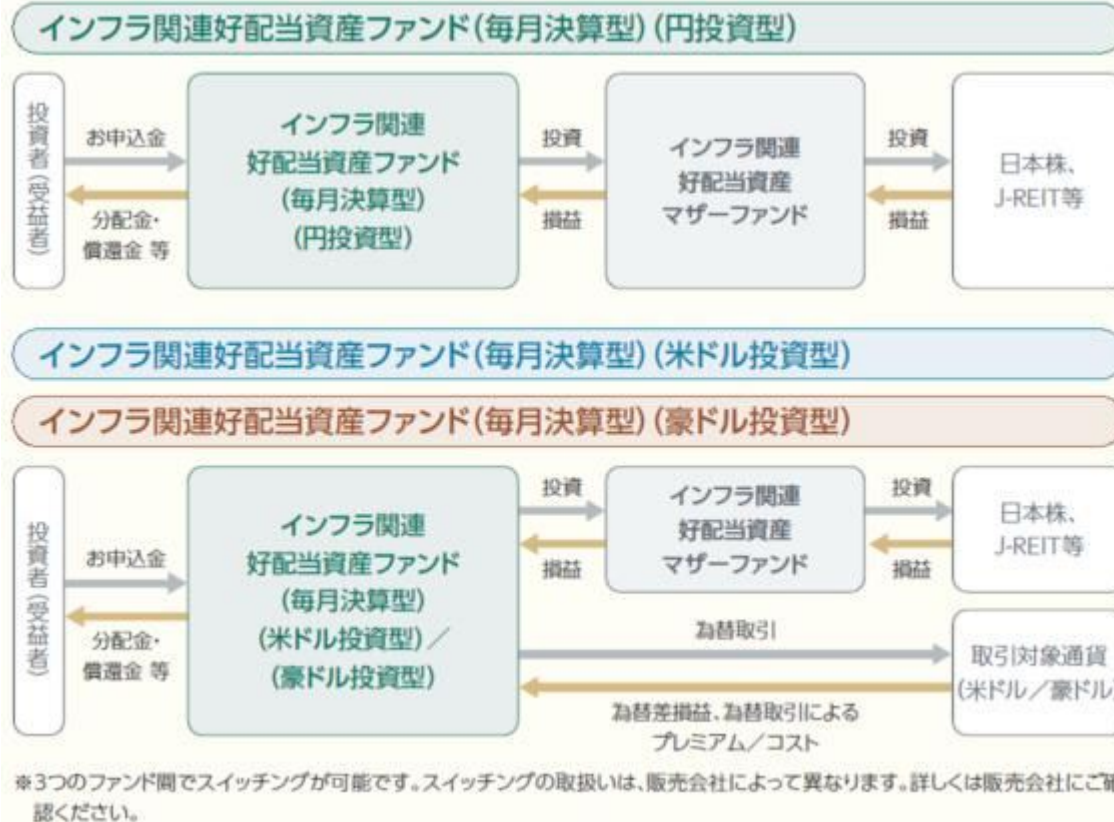 インフラ関連好配当資産ファンド(毎月決算型)(円投資型)
投資者(受益者)
お申込金
分配金・
償還金 等
インフラ関連
好配当資産ファンド
(毎月決算型)
(円投資型)
投資
損益
インフラ関連
好配当資産
マザーファンド
投資
損益
日本株、
J-REIT等
インフラ関連好配当資産ファンド(毎月決算型)(米ドル投資型)
インフラ関連好配当資産ファンド(毎月決算型)(豪ドル投資型)
投資者(受益者)
お申込金
分配金・
償還金 等
インフラ関連
好配当資産ファンド
(毎月決算型)
(米ドル投資型)/
(豪ドル投資型)
投資
損益
インフラ関連
好配当資産
マザーファンド
投資
損益
日本株、
J-REIT等
為替取引
為替差損益、為替取引による
プレミアム/コスト
取引対象通貨
(米ドル/豪ドル)
※3つのファンド間でスイッチングが可能です。スイッチングの取扱いは、販売会社によって異なります。詳しくは販売会社にご確
認ください。